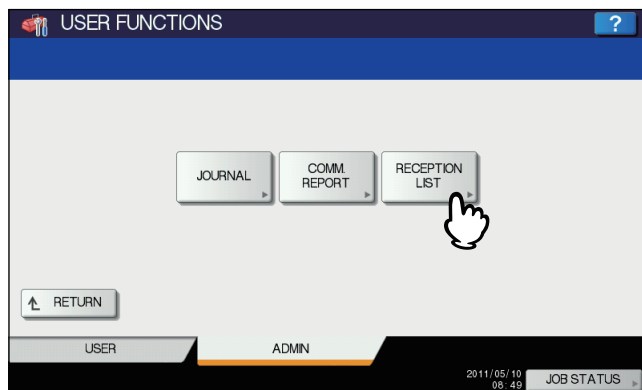 USER FUNCTIONS
?
JOURNAL
COMM.
REPORT
RECEPTION
LIST
RETURN
USER
ADMIN
2011/05/10
08:49
JOB STATUS